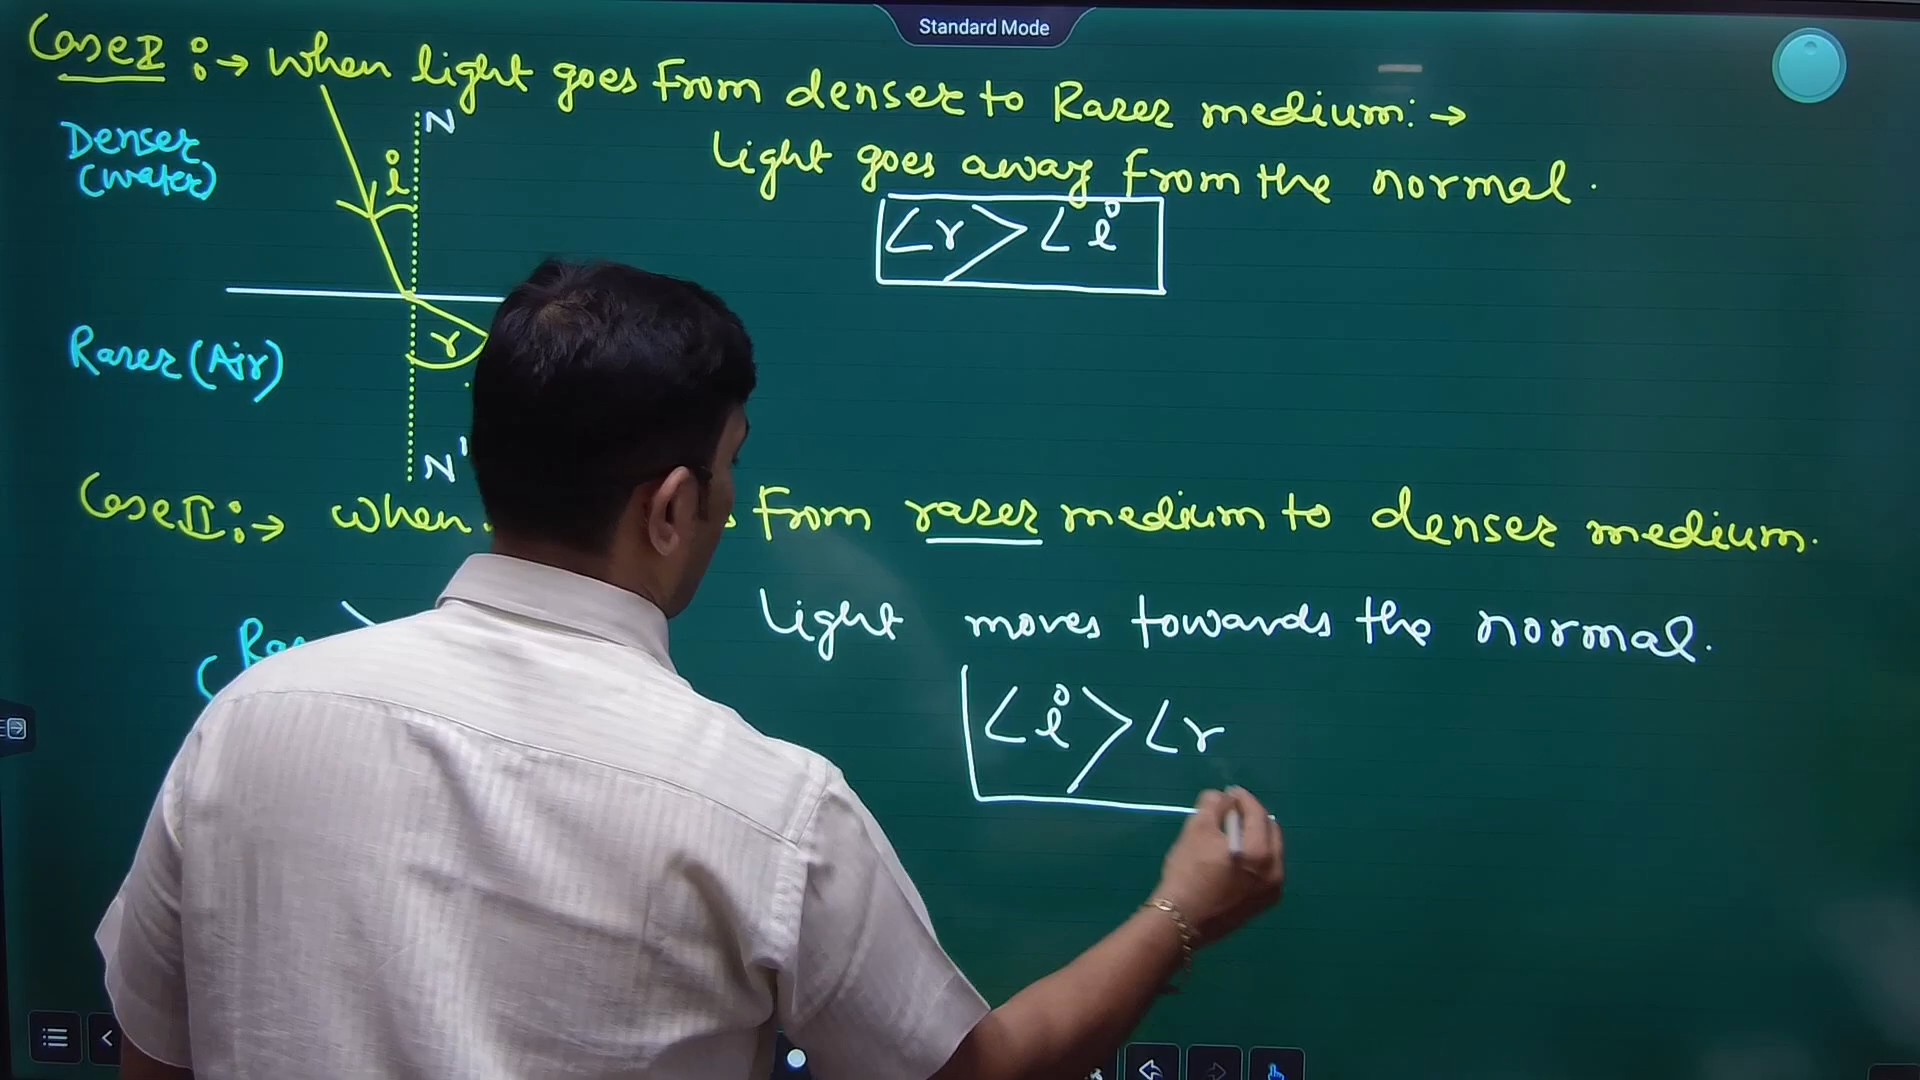 Standard Mode
Case I :→ When light goes From denser to Rarer medium:→
Light goes away from the normal.
∠r > ∠i
Denser
(water)
N
i
r
Rarer (Air)
N'
Case II :→ when From rarer medium to denser medium.
Light moves towards the normal.
∠i > ∠r